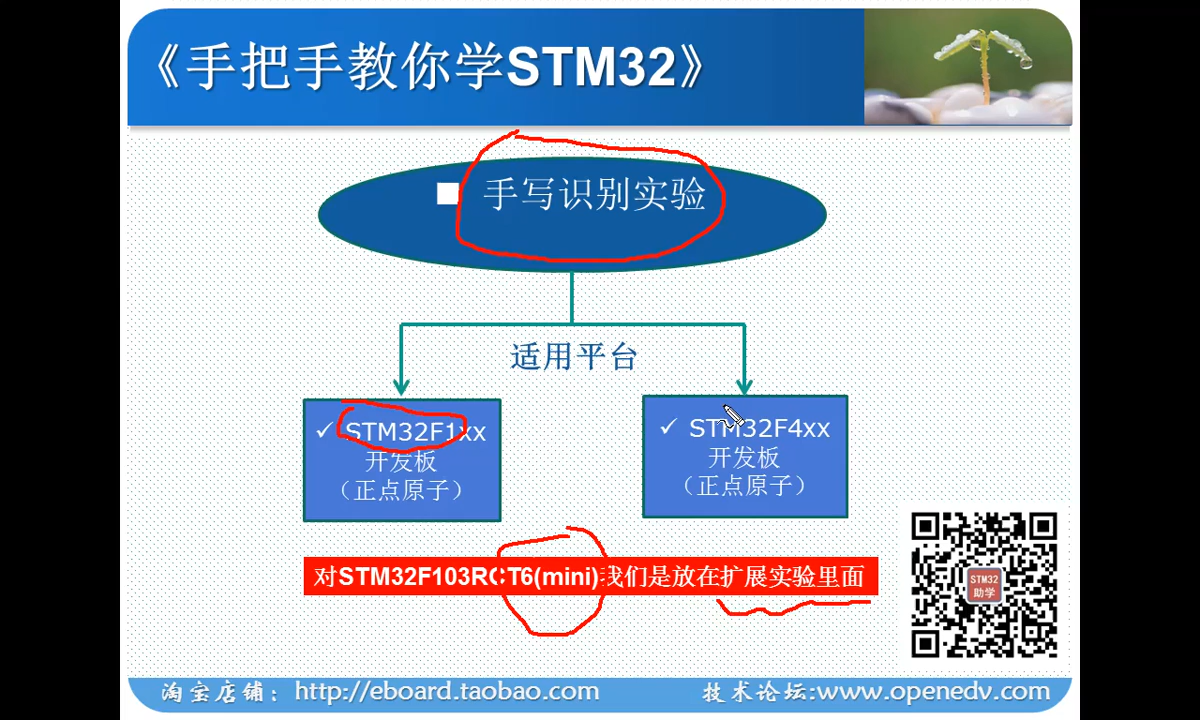 《手把手教你学STM32》
手写识别实验
适用平台
✓ STM32F1xx
开发板
（正点原子）
✓ STM32F4xx
开发板
（正点原子）
对STM32F103RCT6(mini)我们是放在扩展实验里面
STM32
助学
淘宝店铺：http://eboard.taobao.com
技术论坛:www.openedv.com